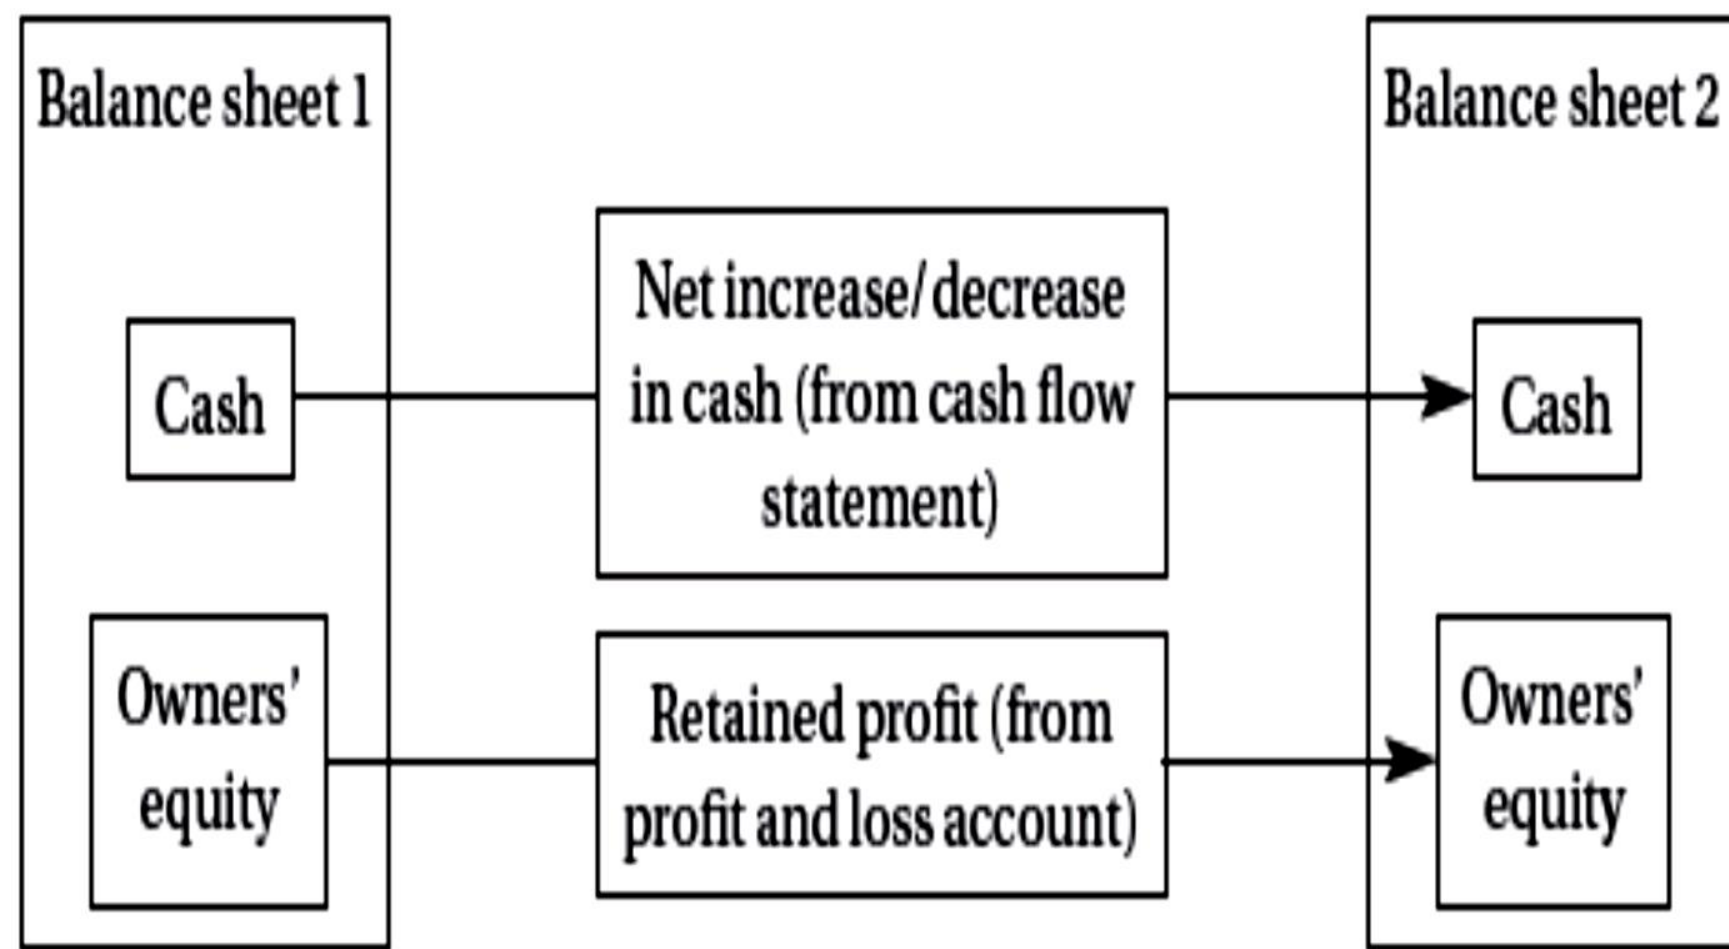 Balance sheet 1
Cash
Owners’
equity
Net increase/decrease
in cash (from cash flow
statement)
Retained profit (from
profit and loss account)
Balance sheet 2
Cash
Owners’
equity